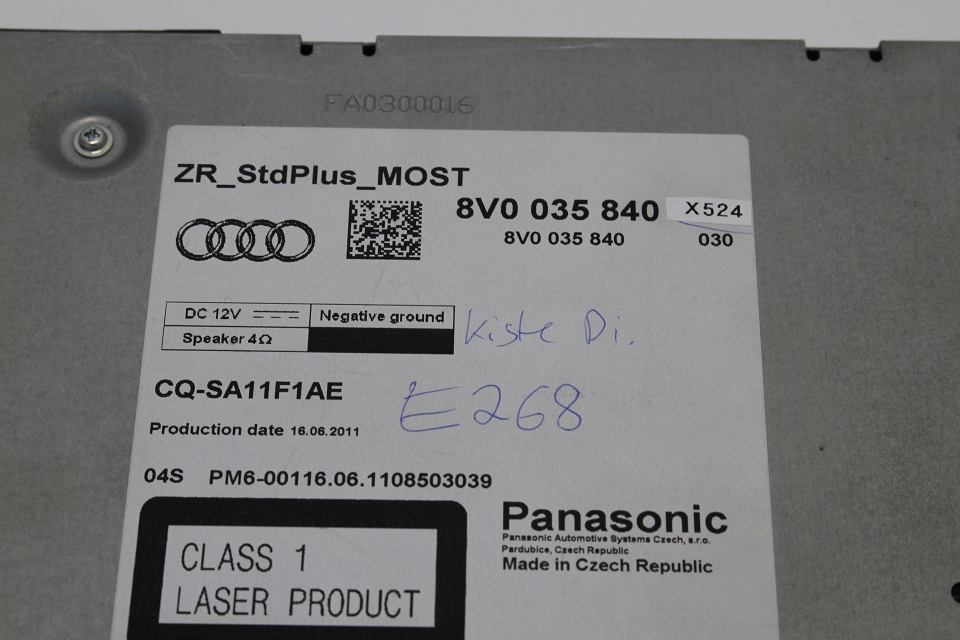 FA0300016
ZR_StdPlus_MOST
8V0 035 840 X524
8V0 035 840 030
DC 12V Negative ground
Speaker 4Ω
Kiste Di.
CQ-SA11F1AE
E268
Production date 16.06.2011
04S PM6-00116.06.1108503039
Panasonic
Panasonic Automotive Systems Czech, s.r.o.
Pardubice, Czech Republic
Made in Czech Republic
CLASS 1
LASER PRODUCT